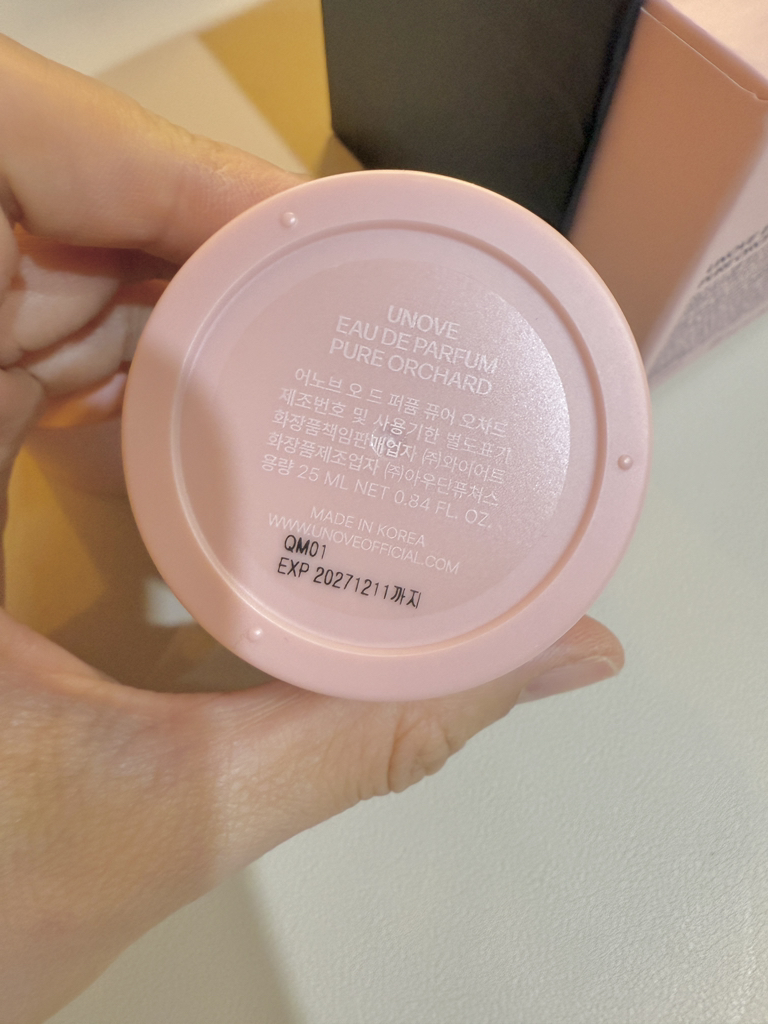 UNOVE
EAU DE PARFUM
PURE ORCHARD
어노브 오 드 퍼퓸 퓨어 오차드
제조번호 및 사용기한 별도표기
화장품책임판매업자 ㈜와이어트
화장품제조업자 ㈜아우딘퓨쳐스
용량 25 ML NET 0.84 FL. OZ.
MADE IN KOREA
WWW.UNOVEOFFICIAL.COM
QM01
EXP 20271211까지